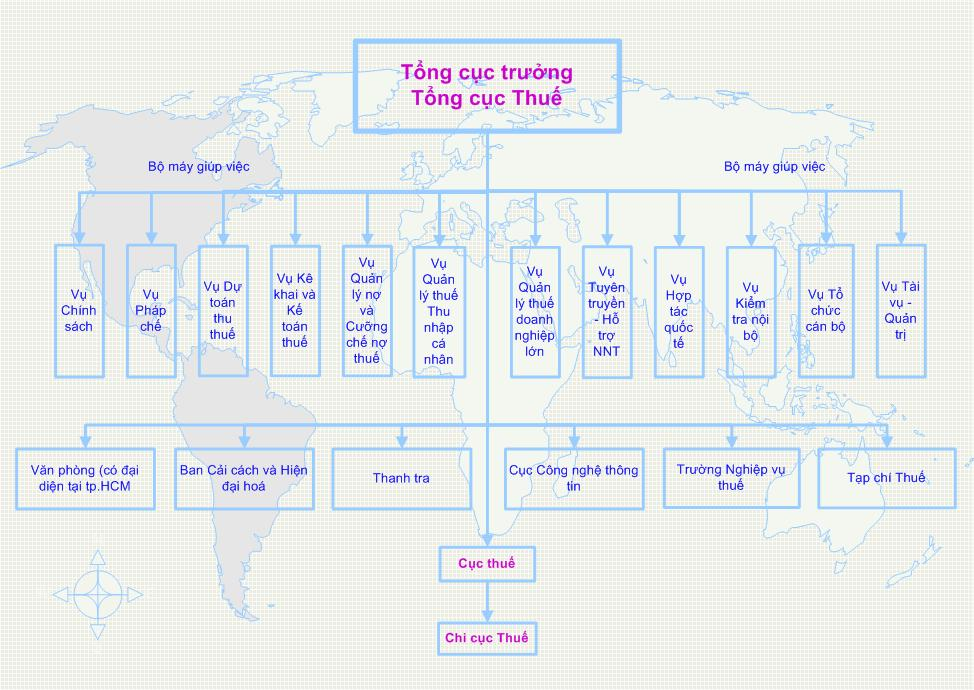 Tổng cục trưởng
Tổng cục Thuế
Bộ máy giúp việc
Bộ máy giúp việc
Vụ
Chính
sách
Vụ
Pháp
chế
Vụ Dự
toán
thu
thuế
Vụ Kê
khai và
Kế
toán
thuế
Vụ
Quản
lý nợ
và
Cưỡng
chế nợ
thuế
Vụ
Quản
lý thuế
Thu
nhập
cá
nhân
Vụ
Quản
lý thuế
doanh
nghiệp
lớn
Vụ
Tuyên
truyền
- Hỗ
trợ
NNT
Vụ
Hợp
tác
quốc
tế
Vụ
Kiểm
tra nội
bộ
Vụ Tổ
chức
cán bộ
Vụ Tài
vụ -
Quản
trị
Văn phòng (có đại
diện tại tp.HCM
Ban Cải cách và Hiện
đại hoá
Thanh tra
Cục Công nghệ thông
tin
Trường Nghiệp vụ
thuế
Tạp chí Thuế
Cục thuế
Chi cục Thuế